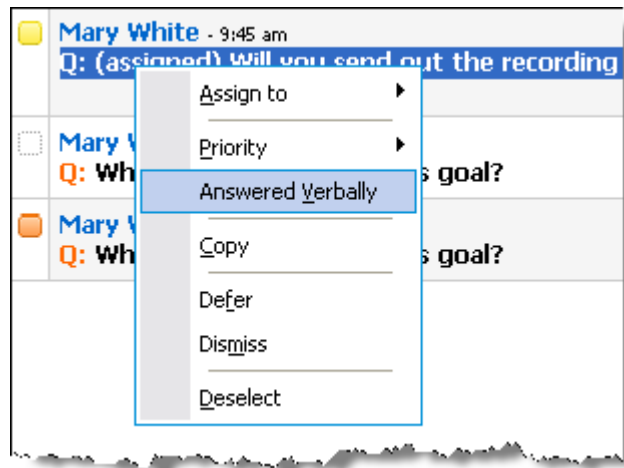 Mary White - 9:45 am
Q: (assigned) Will you send out the recording
Assign to
Mary
Priority
Q: Wh s goal?
Answered Verbally
Mary
Copy
Q: Wh s goal?
Defer
Dismiss
Deselect